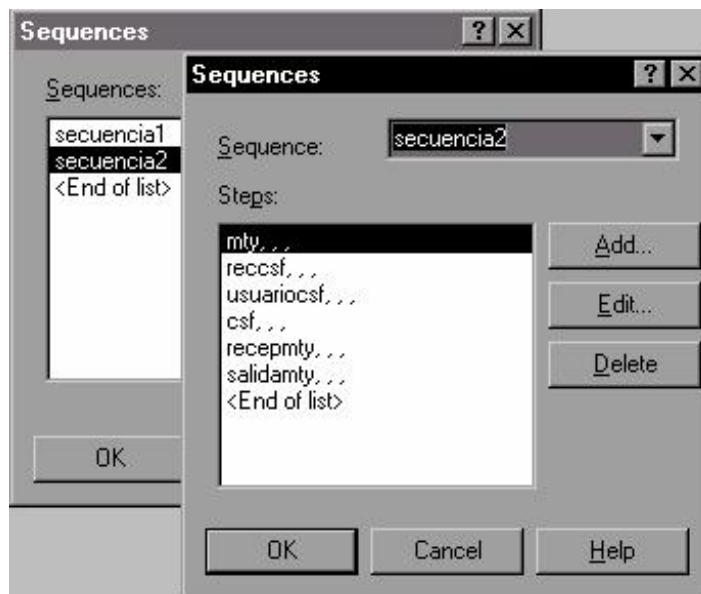 Sequences
Sequences:
secuencia1
secuencia2
<End of list>
OK
Sequences
Sequence:
secuencia2
Steps:
mty, , ,
reccsf, , ,
usuariocsf, , ,
csf, , ,
recepmty, , ,
salidamty, , ,
<End of list>
Add...
Edit...
Delete
OK
Cancel
Help